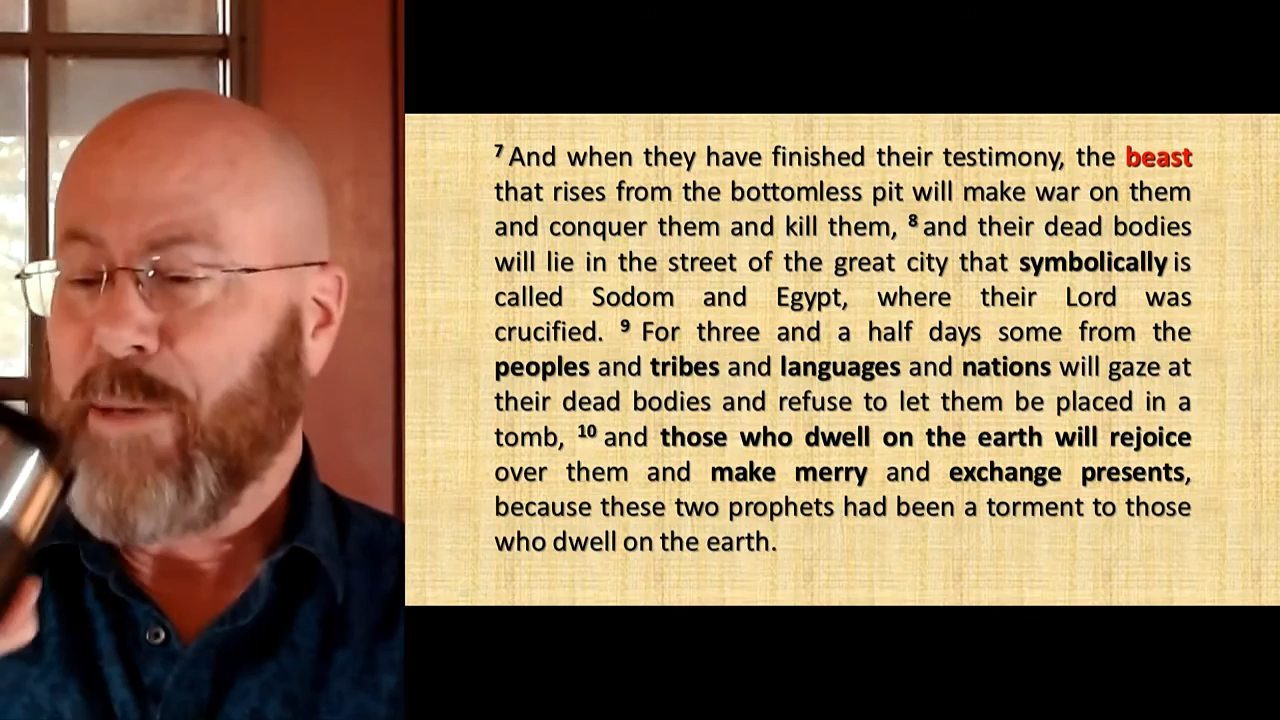 ⁷ And when they have finished their testimony, the beast
that rises from the bottomless pit will make war on them
and conquer them and kill them, ⁸ and their dead bodies
will lie in the street of the great city that symbolically is
called Sodom and Egypt, where their Lord was
crucified. ⁹ For three and a half days some from the
peoples and tribes and languages and nations will gaze at
their dead bodies and refuse to let them be placed in a
tomb, ¹⁰ and those who dwell on the earth will rejoice
over them and make merry and exchange presents,
because these two prophets had been a torment to those
who dwell on the earth.